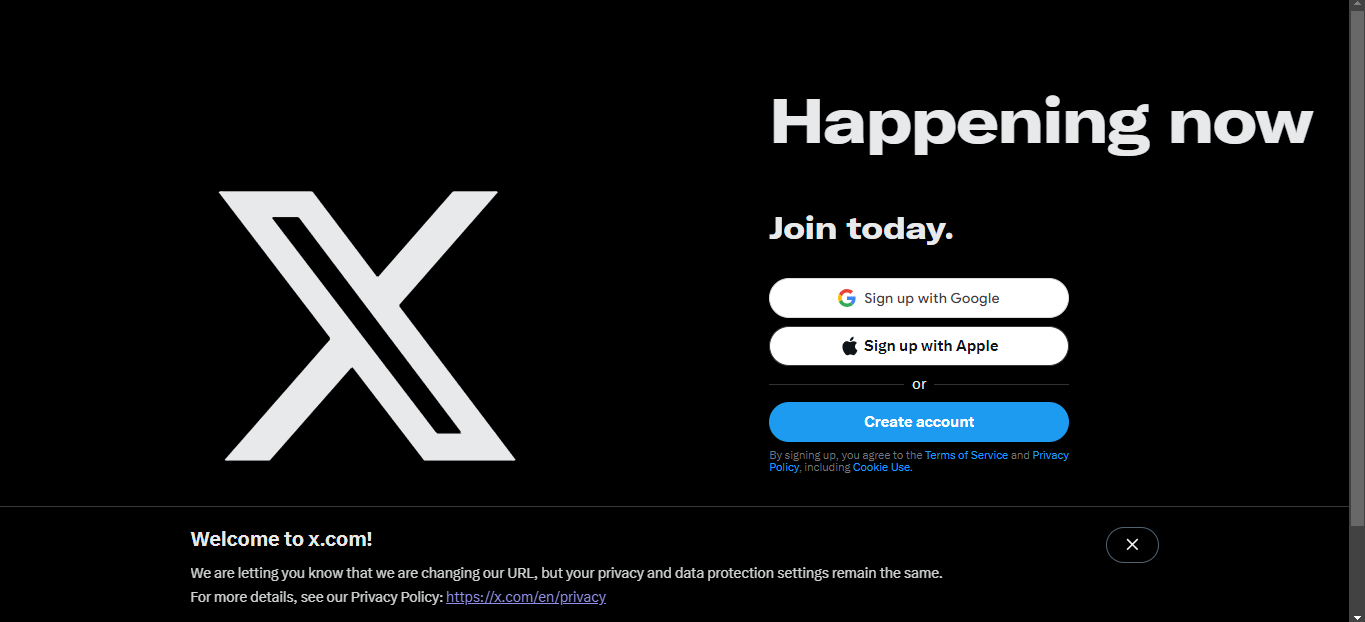 Happening now
Join today.
Sign up with Google
Sign up with Apple
or
Create account
By signing up, you agree to the Terms of Service and Privacy
Policy, including Cookie Use.
Welcome to x.com!
We are letting you know that we are changing our URL, but your privacy and data protection settings remain the same.
For more details, see our Privacy Policy: https://x.com/en/privacy